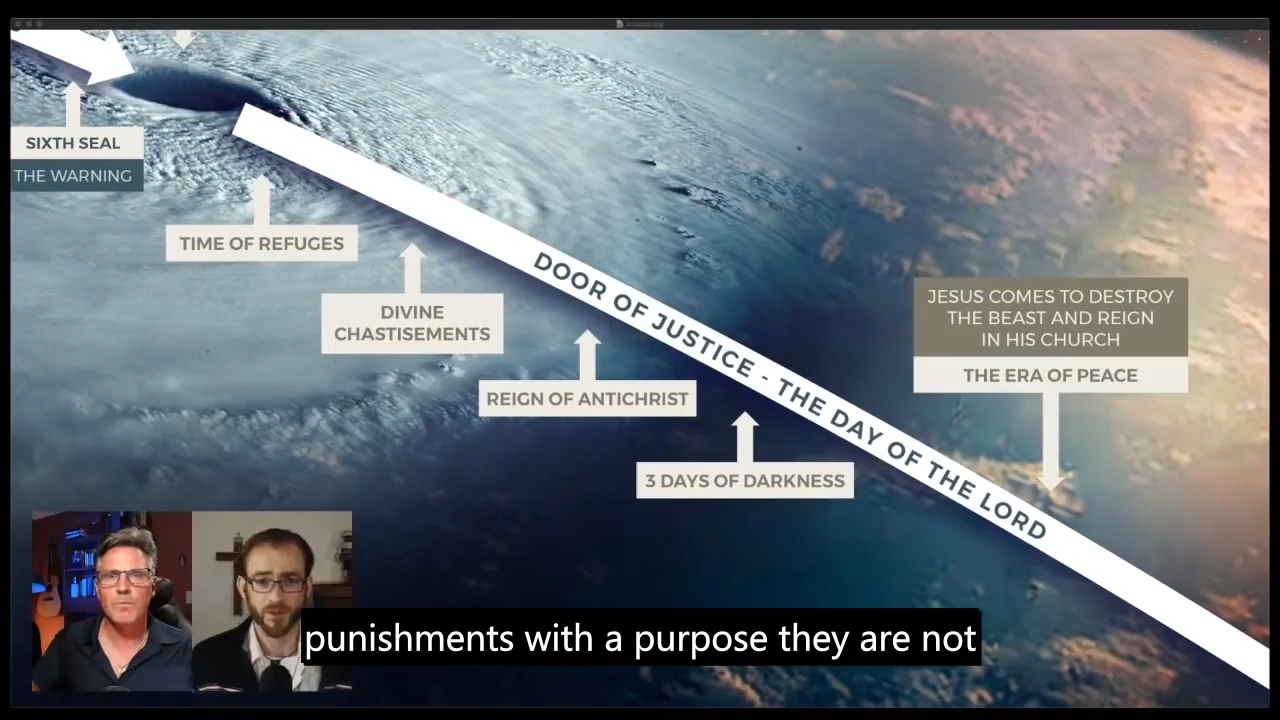 SIXTH SEAL
THE WARNING
TIME OF REFUGES
DIVINE
CHASTISEMENTS
REIGN OF ANTICHRIST
3 DAYS OF DARKNESS
DOOR OF JUSTICE - THE DAY OF THE LORD
JESUS COMES TO DESTROY
THE BEAST AND REIGN
IN HIS CHURCH
THE ERA OF PEACE
punishments with a purpose they are not